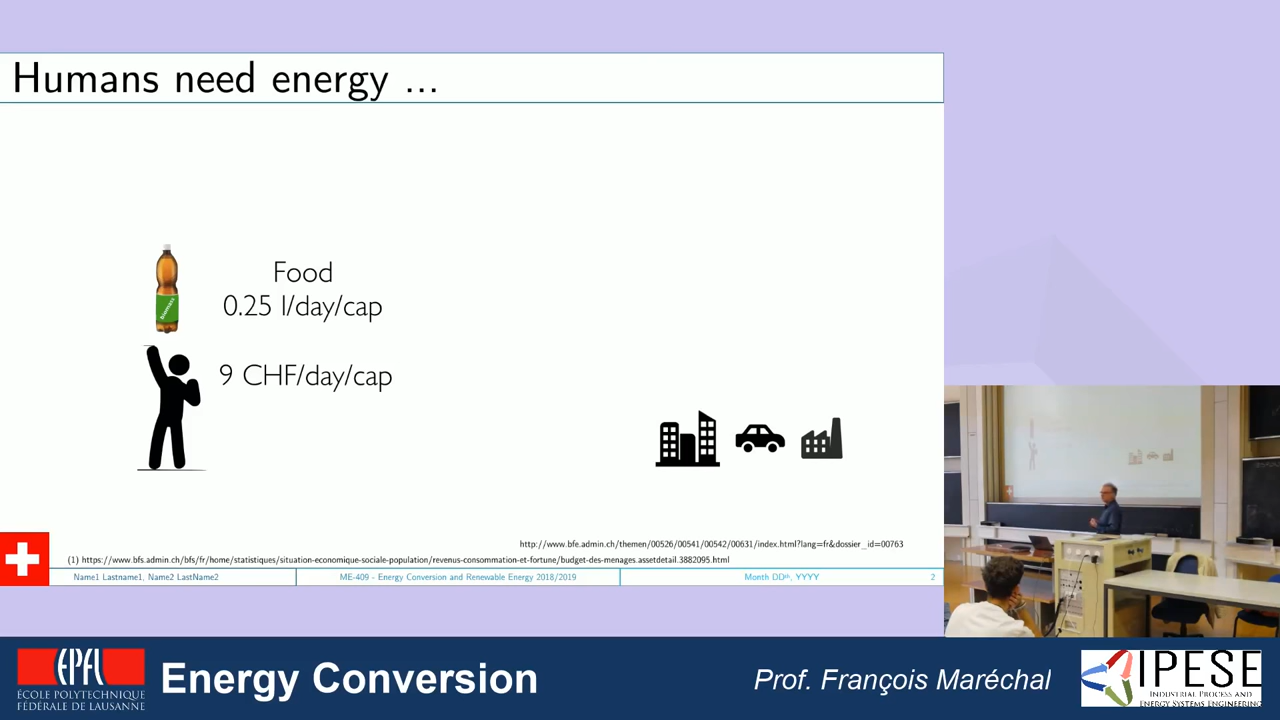 Humans need energy ...
biomass
Food
0.25 l/day/cap
9 CHF/day/cap
http://www.bfe.admin.ch/themen/00526/00541/00542/00631/index.html?lang=fr&dossier_id=00763
(1) https://www.bfs.admin.ch/bfs/fr/home/statistiques/situation-economique-sociale-population/revenus-consommation-et-fortune/budget-des-menages.assetdetail.3882095.html
Name1 Lastname1, Name2 LastName2
ME-409 - Energy Conversion and Renewable Energy 2018/2019
Month DDth, YYYY
2
EPFL
ÉCOLE POLYTECHNIQUE
FÉDÉRALE DE LAUSANNE
Energy Conversion
Prof. François Maréchal
IPESE
Industrial Process and
Energy Systems Engineering